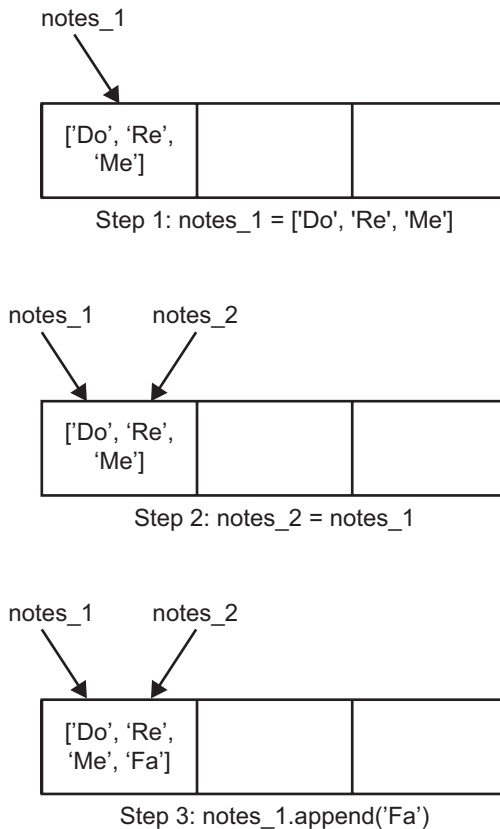 notes_1
[’Do’, ‘Re’,
‘Me’]
Step 1: notes_1 = ['Do', 'Re', 'Me']
notes_1 notes_2
[’Do’, ‘Re’,
‘Me’]
Step 2: notes_2 = notes_1
notes_1 notes_2
[’Do’, ‘Re’,
‘Me’, ‘Fa’]
Step 3: notes_1.append(’Fa’)